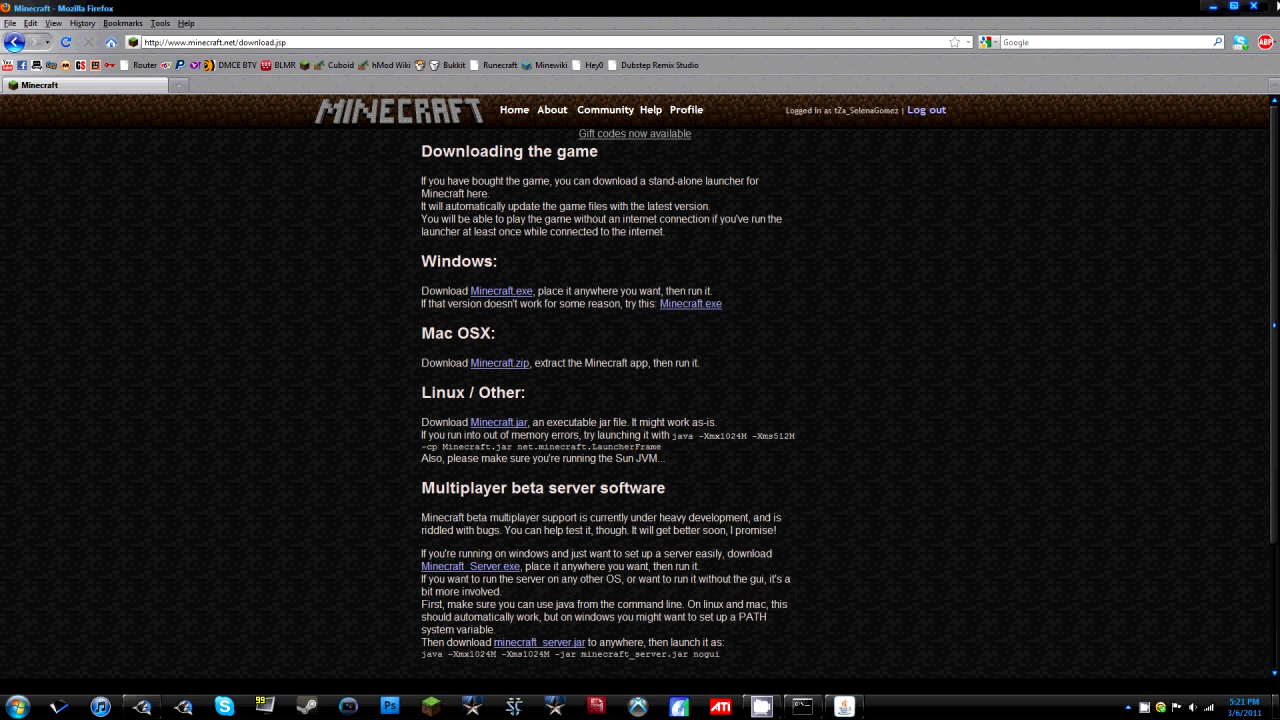 Minecraft - Mozilla Firefox
File Edit View History Bookmarks Tools Help
http://www.minecraft.net/download.jsp
Google
ABP
Router DMCE BTV BLMR Cuboid hMod Wiki Bukkit Runecraft Minewiki Hey0 Dubstep Remix Studio
Minecraft
MINECRAFT Home About Community Help Profile Logged in as tZa_SelenaGomez | Log out
Gift codes now available
Downloading the game
If you have bought the game, you can download a stand-alone launcher for
Minecraft here.
It will automatically update the game files with the latest version.
You will be able to play the game without an internet connection if you've run the
launcher at least once while connected to the internet.
Windows:
Download Minecraft.exe, place it anywhere you want, then run it.
If that version doesn't work for some reason, try this: Minecraft.exe
Mac OSX:
Download Minecraft.zip, extract the Minecraft app, then run it.
Linux / Other:
Download Minecraft.jar, an executable jar file. It might work as-is.
If you run into out of memory errors, try launching it with java -Xmx1024M -Xms512M
-cp Minecraft.jar net.minecraft.LauncherFrame
Also, please make sure you're running the Sun JVM...
Multiplayer beta server software
Minecraft beta multiplayer support is currently under heavy development, and is
riddled with bugs. You can help test it, though. It will get better soon, I promise!
If you're running on windows and just want to set up a server easily, download
Minecraft_Server.exe, place it anywhere you want, then run it.
If you want to run the server on any other OS, or want to run it without the gui, it's a
bit more involved.
First, make sure you can use java from the command line. On linux and mac, this
should automatically work, but on windows you might want to set up a PATH
system variable.
Then download minecraft_server.jar to anywhere, then launch it as:
java -Xmx1024M -Xms1024M -jar minecraft_server.jar nogui
99 Ps ATI
5:21 PM
3/6/2011